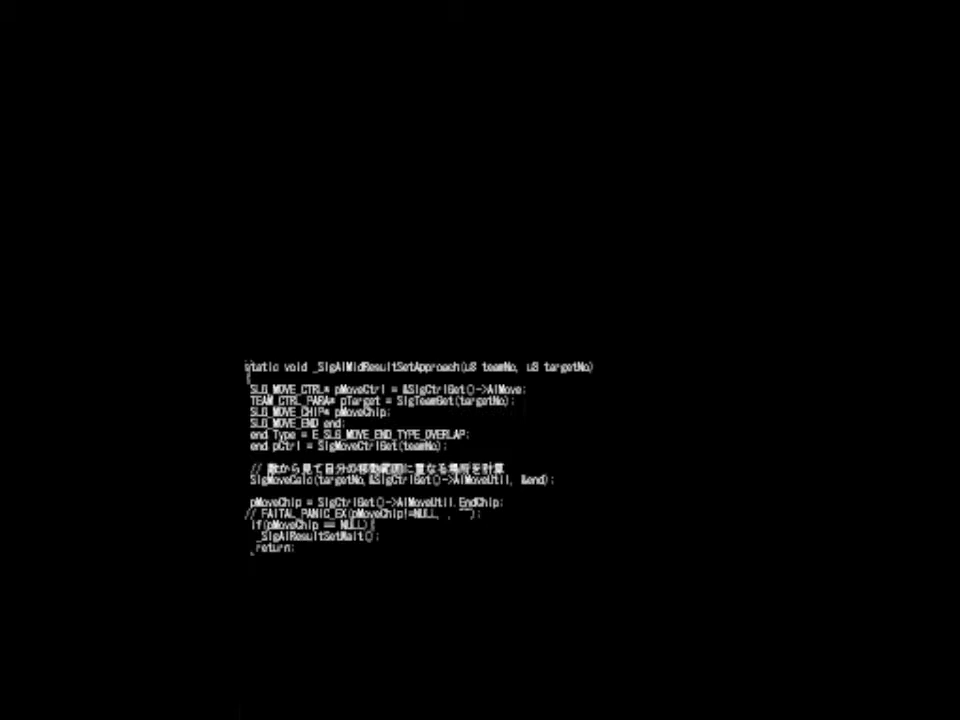 static void _SlgAIMidResultSetApproach(u8 teamNo, u8 targetNo)
{
SLG_MOVE_CTRL* pMoveCtrl = &SlgCtrlGet()->AIMove;
TEAM_CTRL_PARA* pTarget = SlgTeamGet(targetNo);
SLG_MOVE_CHIP* pMoveChip;
SLG_MOVE_END end;
end Type = E_SLG_MOVE_END_TYPE_OVERLAP;
end pCtrl = SlgMoveCtrlGet(teamNo);
// 敵から見て自分の移動範囲に重なる場所を計算
SlgMoveCalc(targetNo,&SlgCtrlGet()->AIMoveUtil, &end);
pMoveChip = SlgCtrlGet()->AIMoveUtil.EndChip;
// FAITAL_PANIC_EX(pMoveChip!=NULL, , "");
if(pMoveChip == NULL){
_SlgAIResultSetWait();
return;